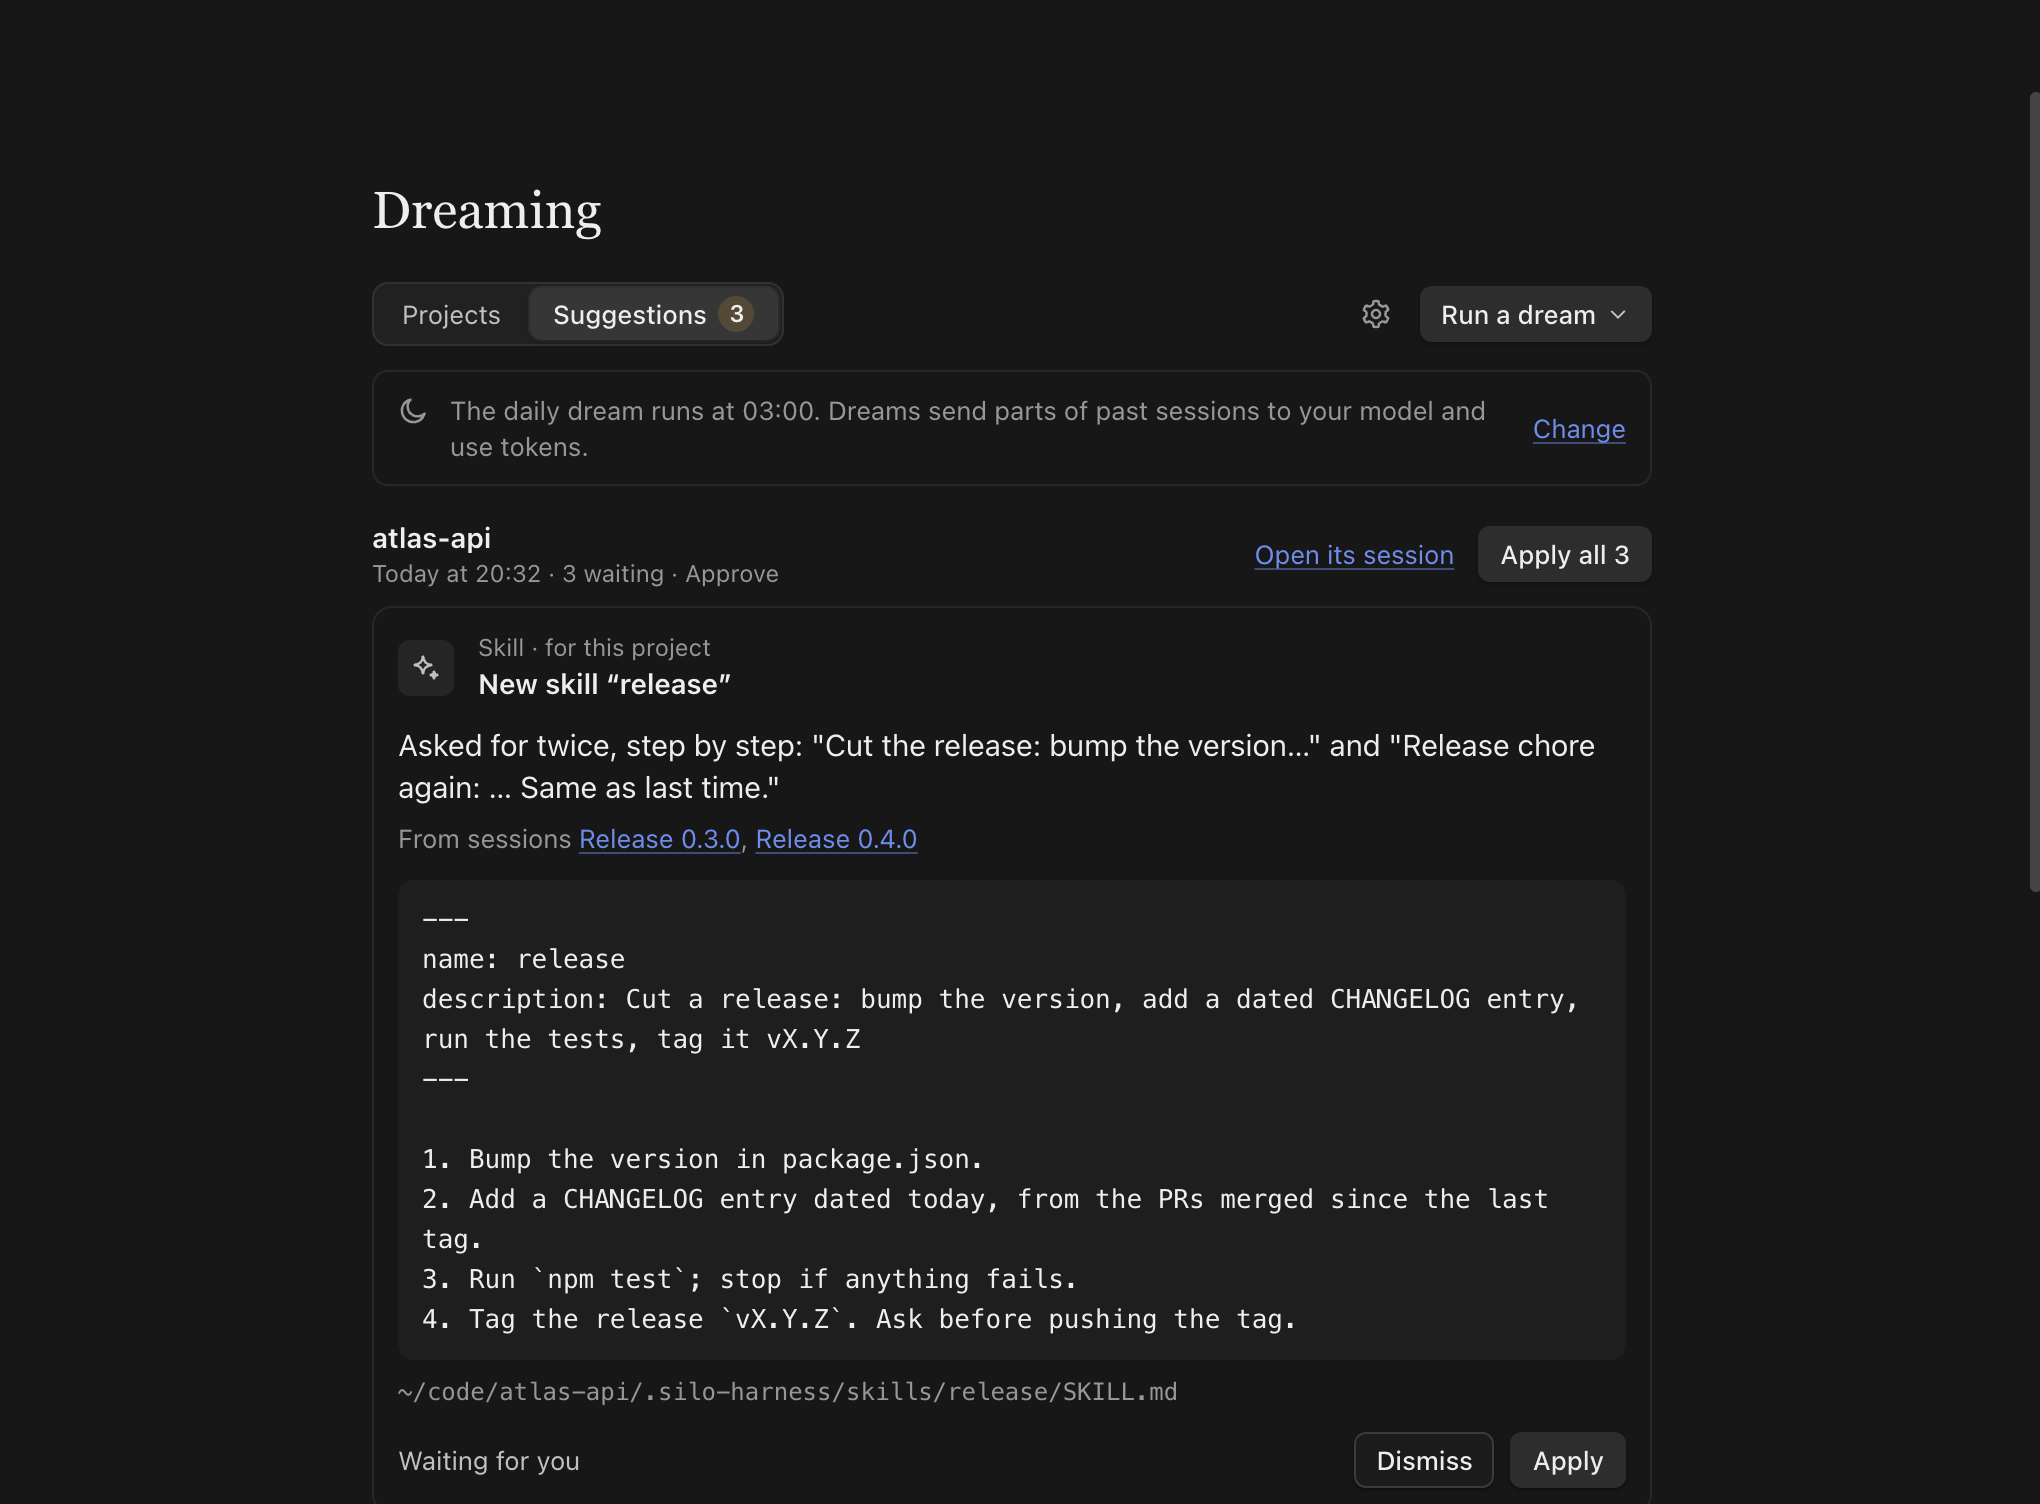 Dreaming
Projects
Suggestions 3
Run a dream
The daily dream runs at 03:00. Dreams send parts of past sessions to your model and
use tokens.
Change
atlas-api
Today at 20:32 · 3 waiting · Approve
Open its session
Apply all 3
Skill · for this project
New skill “release”
Asked for twice, step by step: "Cut the release: bump the version..." and "Release chore
again: ... Same as last time."
From sessions Release 0.3.0, Release 0.4.0
---
name: release
description: Cut a release: bump the version, add a dated CHANGELOG entry,
run the tests, tag it vX.Y.Z
---
1. Bump the version in package.json.
2. Add a CHANGELOG entry dated today, from the PRs merged since the last
tag.
3. Run `npm test`; stop if anything fails.
4. Tag the release `vX.Y.Z`. Ask before pushing the tag.
~/code/atlas-api/.silo-harness/skills/release/SKILL.md
Waiting for you
Dismiss
Apply